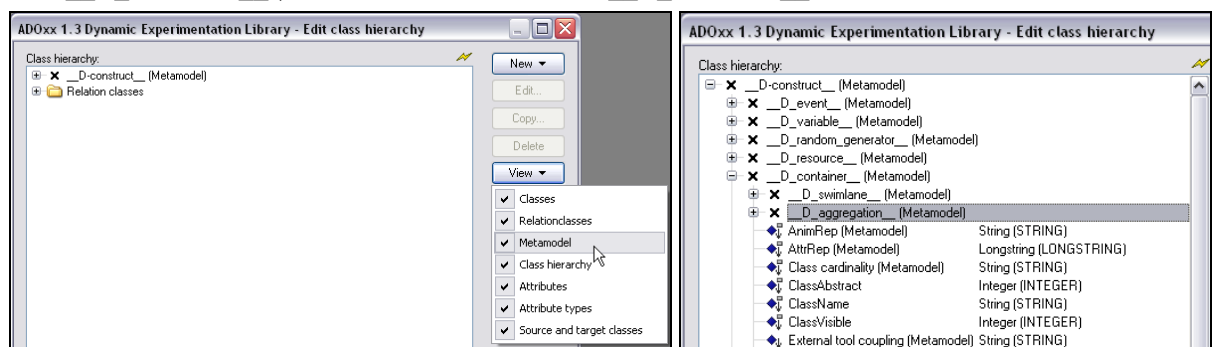 ADOxx 1.3 Dynamic Experimentation Library - Edit class hierarchy
Class hierarchy:
__D-construct__ (Metamodel)
Relation classes
New
Edit...
Copy...
Delete
View
Classes
Relationclasses
Metamodel
Class hierarchy
Attributes
Attribute types
Source and target classes
ADOxx 1.3 Dynamic Experimentation Library - Edit class hierarchy
Class hierarchy:
__D-construct__ (Metamodel)
__D_event__ (Metamodel)
__D_variable__ (Metamodel)
__D_random_generator__ (Metamodel)
__D_resource__ (Metamodel)
__D_container__ (Metamodel)
__D_swimlane__ (Metamodel)
__D_aggregation__ (Metamodel)
AnimRep (Metamodel) String (STRING)
AttrRep (Metamodel) Longstring (LONGSTRING)
Class cardinality (Metamodel) String (STRING)
ClassAbstract Integer (INTEGER)
ClassName String (STRING)
ClassVisible Integer (INTEGER)
External tool coupling (Metamodel) String (STRING)